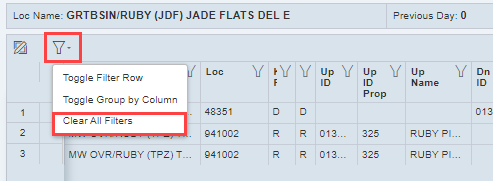 Loc Name: GRTBSIN/RUBY (JDF) JADE FLATS DEL E Previous Day: 0
Toggle Filter Row
Toggle Group by Column
Clear All Filters
Loc Up ID Up ID Prop Up Name Dn ID
1 48351 D D 013
2 MW OVR/RUBY (TPZ) T... 941002 R R 013... 325 RUBY PI...
3 MW OVR/RUBY (TPZ) T... 941002 R R 013... 325 RUBY PI...